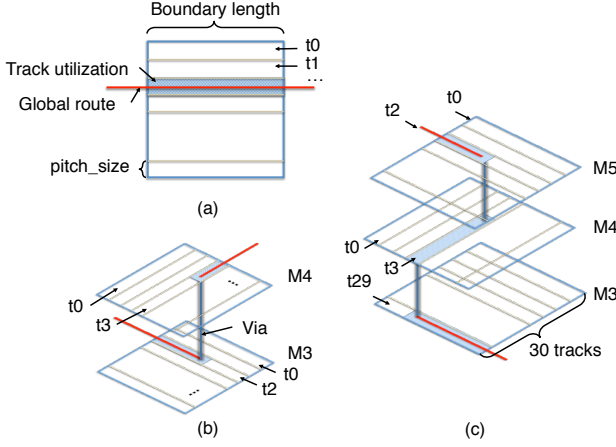 Boundary length
t0
t1
Track utilization
...
Global route
pitch_size
(a)
t0
t2
M5
M4
t0
t3
t29
M3
30 tracks
(c)
M4
t0
...
t3
Via
M3
t0
t2
...
(b)